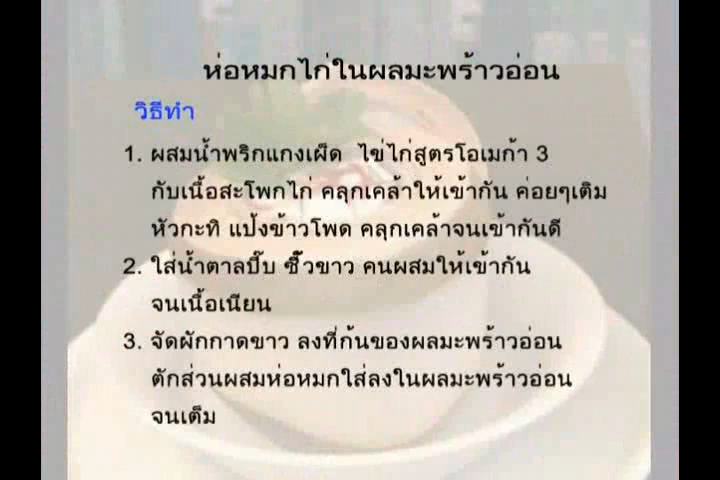 ห่อหมกไก่ในผลมะพร้าวอ่อน
วิธีทำ
1. ผสมน้ำพริกแกงเผ็ด ไข่ไก่สูตรโอเมก้า 3
กับเนื้อสะโพกไก่ คลุกเคล้าให้เข้ากัน ค่อยๆเติม
หัวกะทิ แป้งข้าวโพด คลุกเคล้าจนเข้ากันดี
2. ใส่น้ำตาลปี๊บ ซีิ้วขาว คนผสมให้เข้ากัน
จนเนื้อเนียน
3. จัดผักกาดขาว ลงที่ก้นของผลมะพร้าวอ่อน
ตักส่วนผสมห่อหมกใส่ลงในผลมะพร้าวอ่อน
จนเต็ม